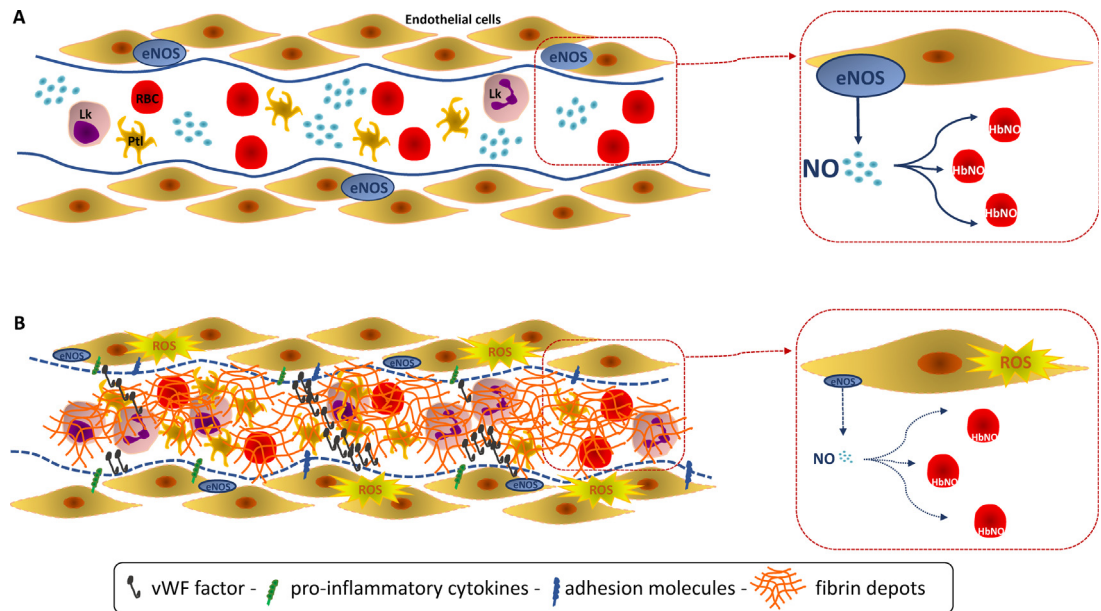 A
Endothelial cells
eNOS
eNOS
eNOS
RBC
Lk
Lk
Ptl
eNOS
eNOS
NO
HbNO
HbNO
HbNO
B
ROS
ROS
eNOS
eNOS
eNOS
eNOS
ROS
ROS
ROS
eNOS
NO
HbNO
HbNO
HbNO
vWF factor - pro-inflammatory cytokines - adhesion molecules - fibrin depots